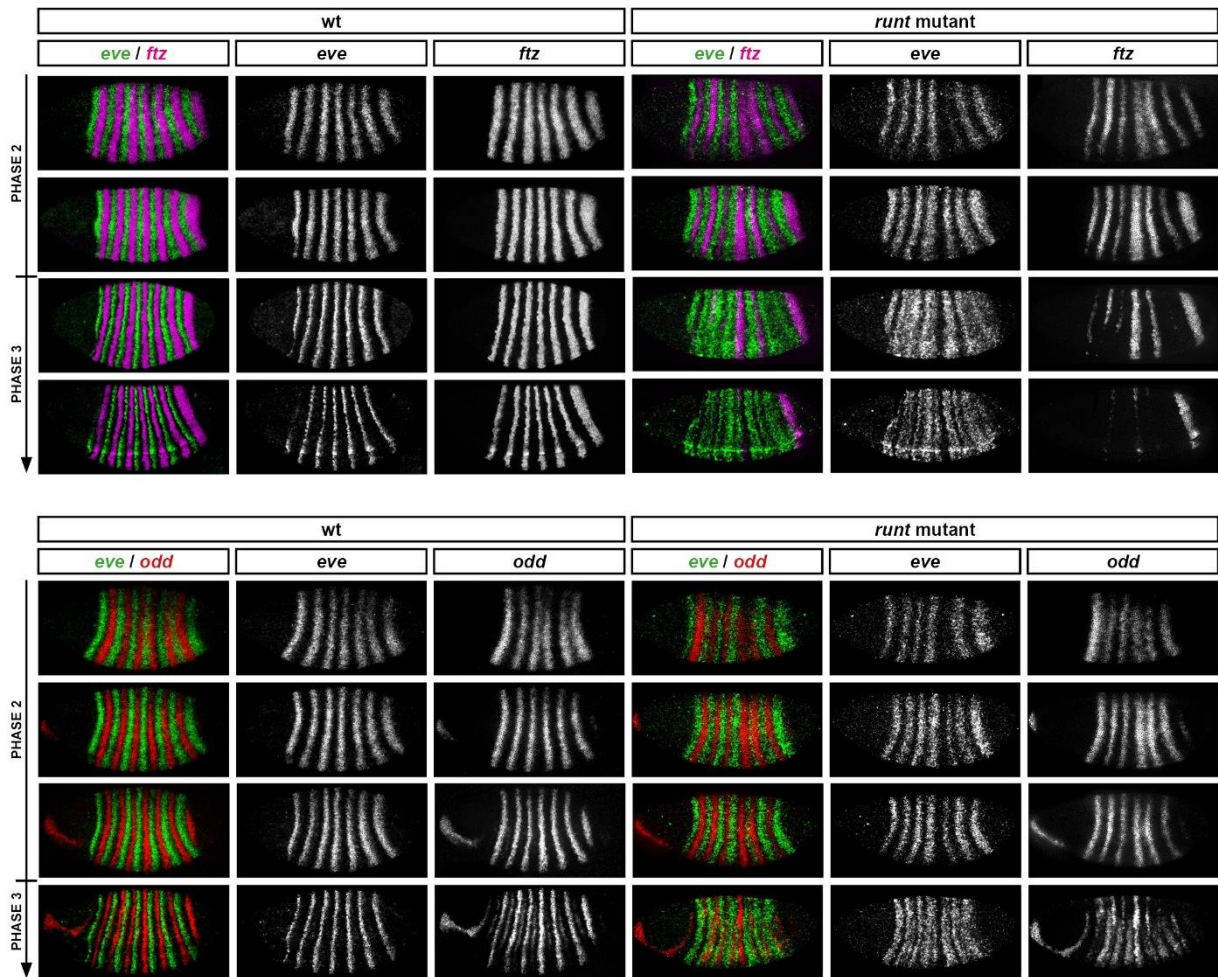 wt
runt mutant
eve / ftz
eve
ftz
eve / ftz
eve
ftz
PHASE 2
PHASE 3
wt
runt mutant
eve / odd
eve
odd
eve / odd
eve
odd
PHASE 2
PHASE 3